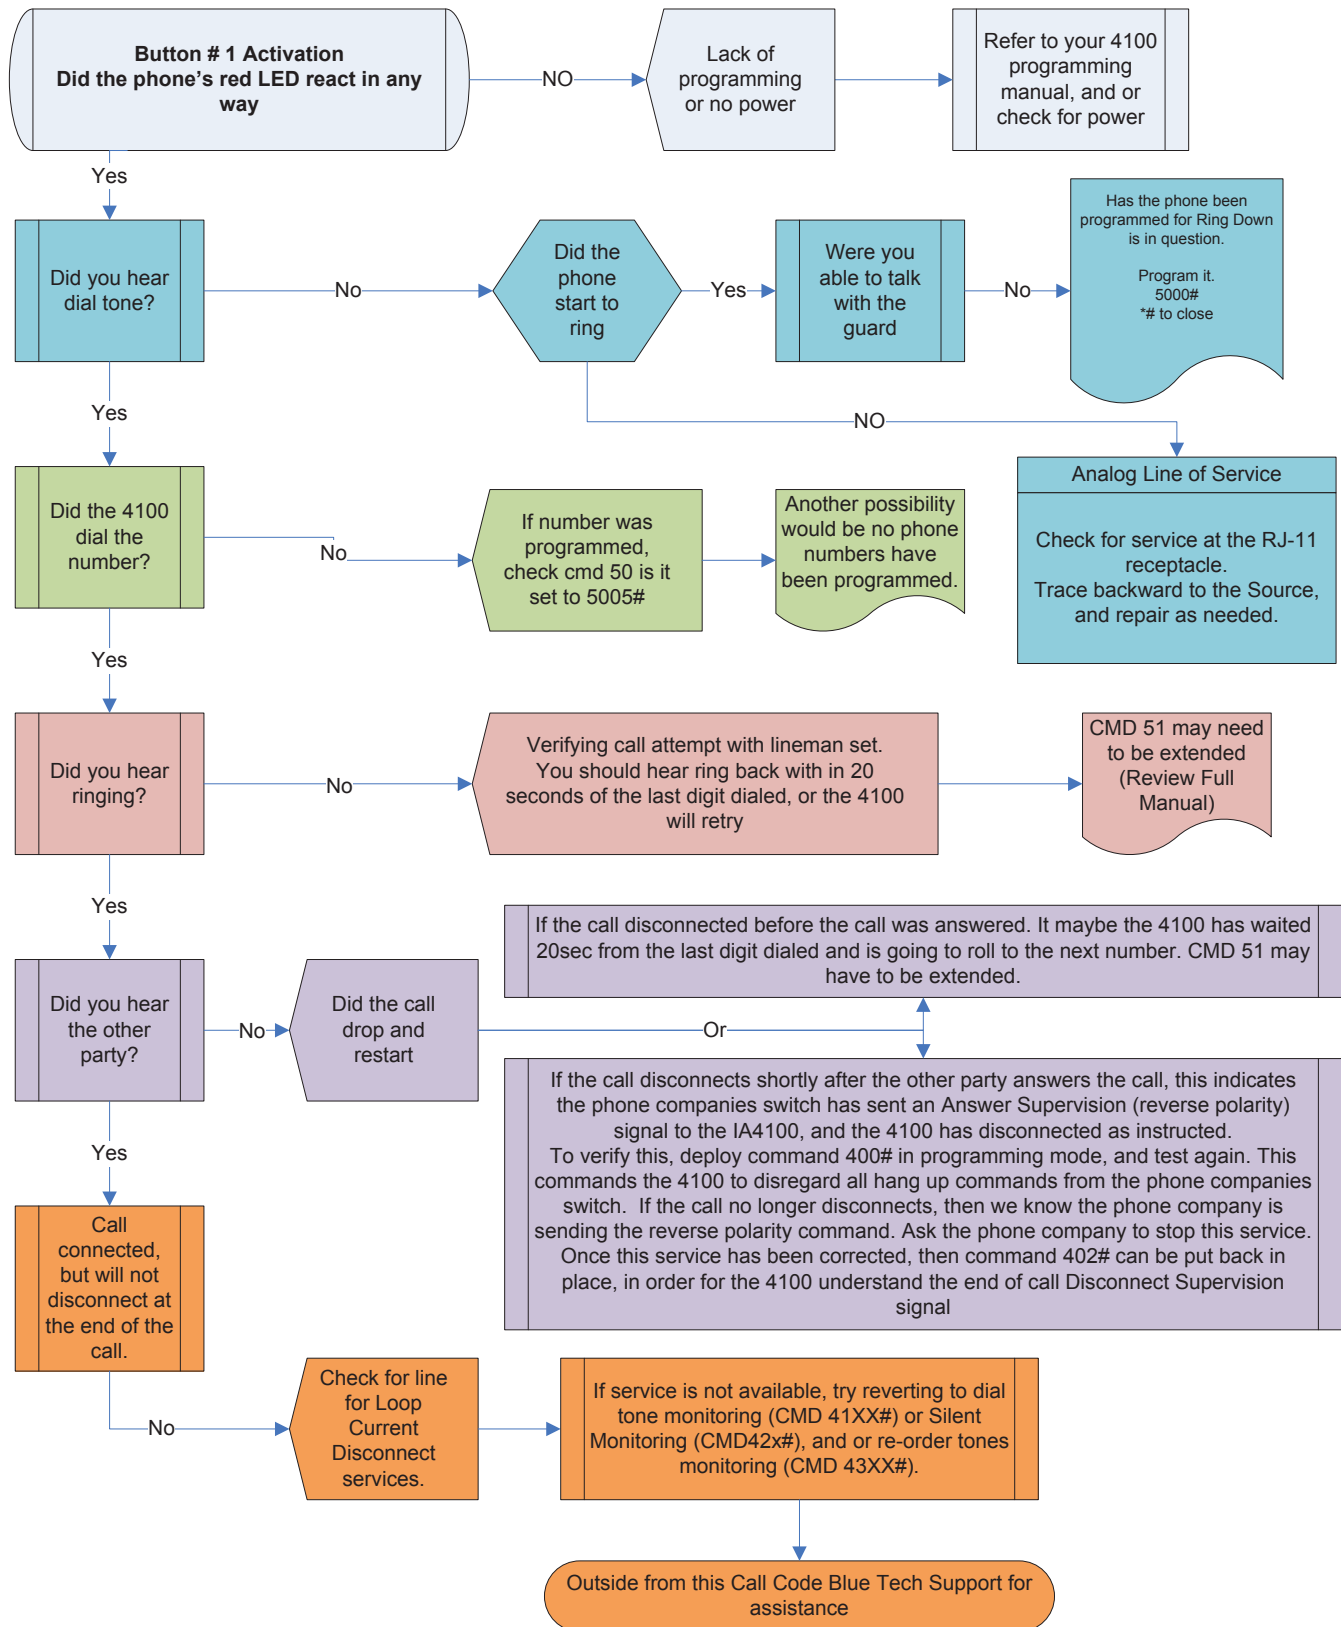 Button # 1 Activation
Did the phone's red LED react in any
way
NO
Lack of
programming
or no power
Refer to your 4100
programming
manual, and or
check for power
Yes
Did you hear
dial tone?
No
Did the
phone
start to
ring
Yes
Were you
able to talk
with the
guard
No
Has the phone been
programmed for Ring Down
is in question.
Program it.
5000#
*# to close
NO
Analog Line of Service
Check for service at the RJ-11
receptacle.
Trace backward to the Source,
and repair as needed.
Yes
Did the 4100
dial the
number?
No
If number was
programmed,
check cmd 50 is it
set to 5005#
Another possibility
would be no phone
numbers have
been programmed.
Yes
Did you hear
ringing?
No
Verifying call attempt with lineman set.
You should hear ring back with in 20
seconds of the last digit dialed, or the 4100
will retry
CMD 51 may need
to be extended
(Review Full
Manual)
Yes
Did you hear
the other
party?
No
Did the call
drop and
restart
Or
If the call disconnected before the call was answered. It maybe the 4100 has waited
20sec from the last digit dialed and is going to roll to the next number. CMD 51 may
have to be extended.
If the call disconnects shortly after the other party answers the call, this indicates
the phone companies switch has sent an Answer Supervision (reverse polarity)
signal to the IA4100, and the 4100 has disconnected as instructed.
To verify this, deploy command 400# in programming mode, and test again. This
commands the 4100 to disregard all hang up commands from the phone companies
switch. If the call no longer disconnects, then we know the phone company is
sending the reverse polarity command. Ask the phone company to stop this service.
Once this service has been corrected, then command 402# can be put back in
place, in order for the 4100 understand the end of call Disconnect Supervision
signal
Yes
Call
connected,
but will not
disconnect at
the end of the
call.
No
Check for line
for Loop
Current
Disconnect
services.
If service is not available, try reverting to dial
tone monitoring (CMD 41XX#) or Silent
Monitoring (CMD42x#), and or re-order tones
monitoring (CMD 43XX#).
Outside from this Call Code Blue Tech Support for
assistance